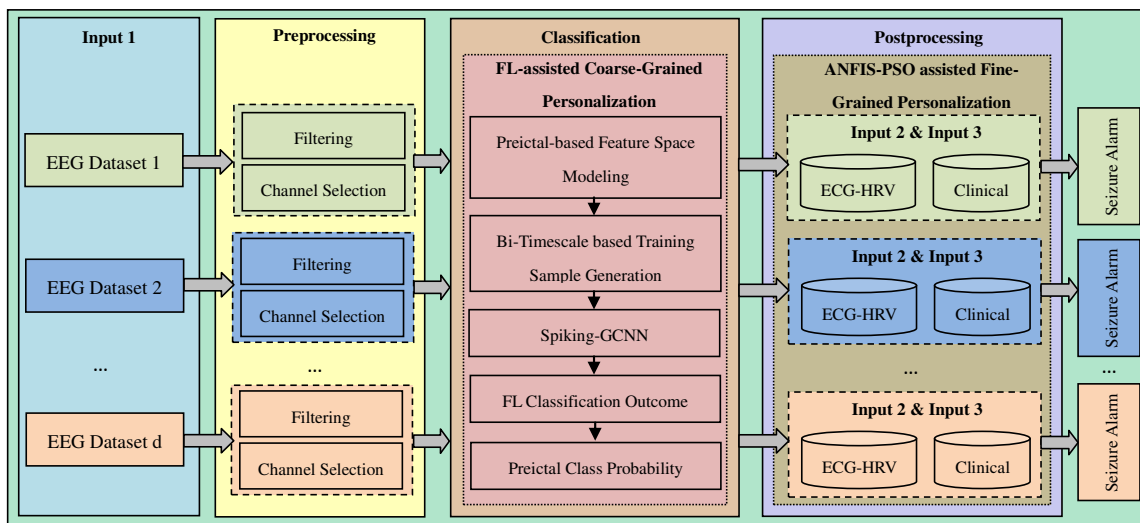 Input 1
EEG Dataset 1
EEG Dataset 2
...
EEG Dataset d
Preprocessing
Filtering
Channel Selection
Filtering
Channel Selection
...
Filtering
Channel Selection
Classification
FL-assisted Coarse-Grained
Personalization
Preictal-based Feature Space
Modeling
Bi-Timescale based Training
Sample Generation
Spiking-GCNN
FL Classification Outcome
Preictal Class Probability
Postprocessing
ANFIS-PSO assisted Fine-
Grained Personalization
Input 2 & Input 3
ECG-HRV
Clinical
Input 2 & Input 3
ECG-HRV
Clinical
...
Input 2 & Input 3
ECG-HRV
Clinical
Seizure Alarm
Seizure Alarm
...
Seizure Alarm